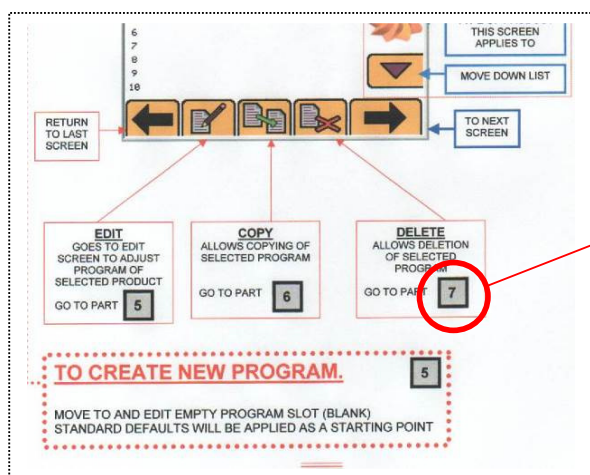 6
7
8
9
10
THIS SCREEN
APPLIES TO
MOVE DOWN LIST
RETURN
TO LAST
SCREEN
TO NEXT
SCREEN
EDIT
GOES TO EDIT
SCREEN TO ADJUST
PROGRAM OF
SELECTED PRODUCT
GO TO PART 5
COPY
ALLOWS COPYING OF
SELECTED PROGRAM
GO TO PART 6
DELETE
ALLOWS DELETION
OF SELECTED
PROGRAM
GO TO PART 7
TO CREATE NEW PROGRAM. 5
MOVE TO AND EDIT EMPTY PROGRAM SLOT (BLANK)
STANDARD DEFAULTS WILL BE APPLIED AS A STARTING POINT